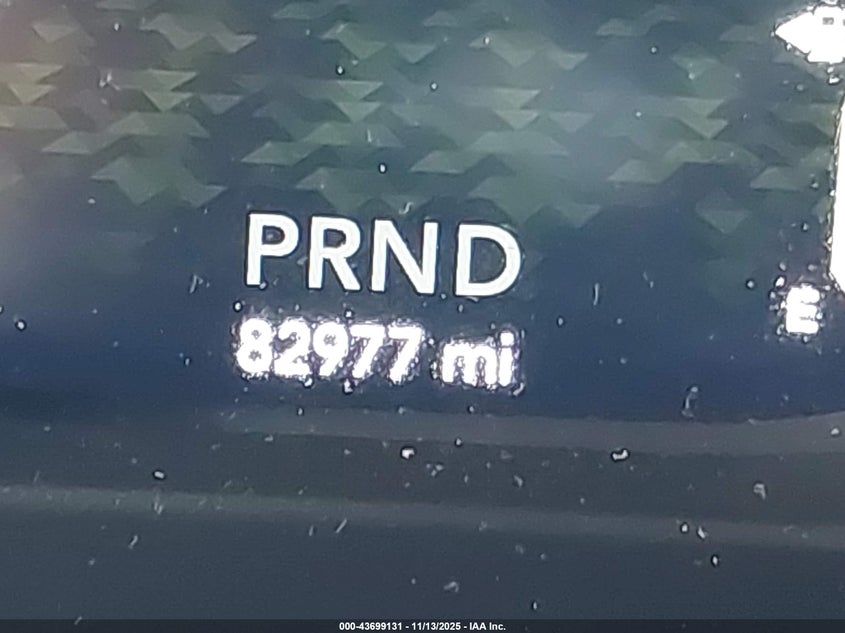 PRND
82977 mi
E
000-43699131 - 11/13/2025 - IAA Inc.